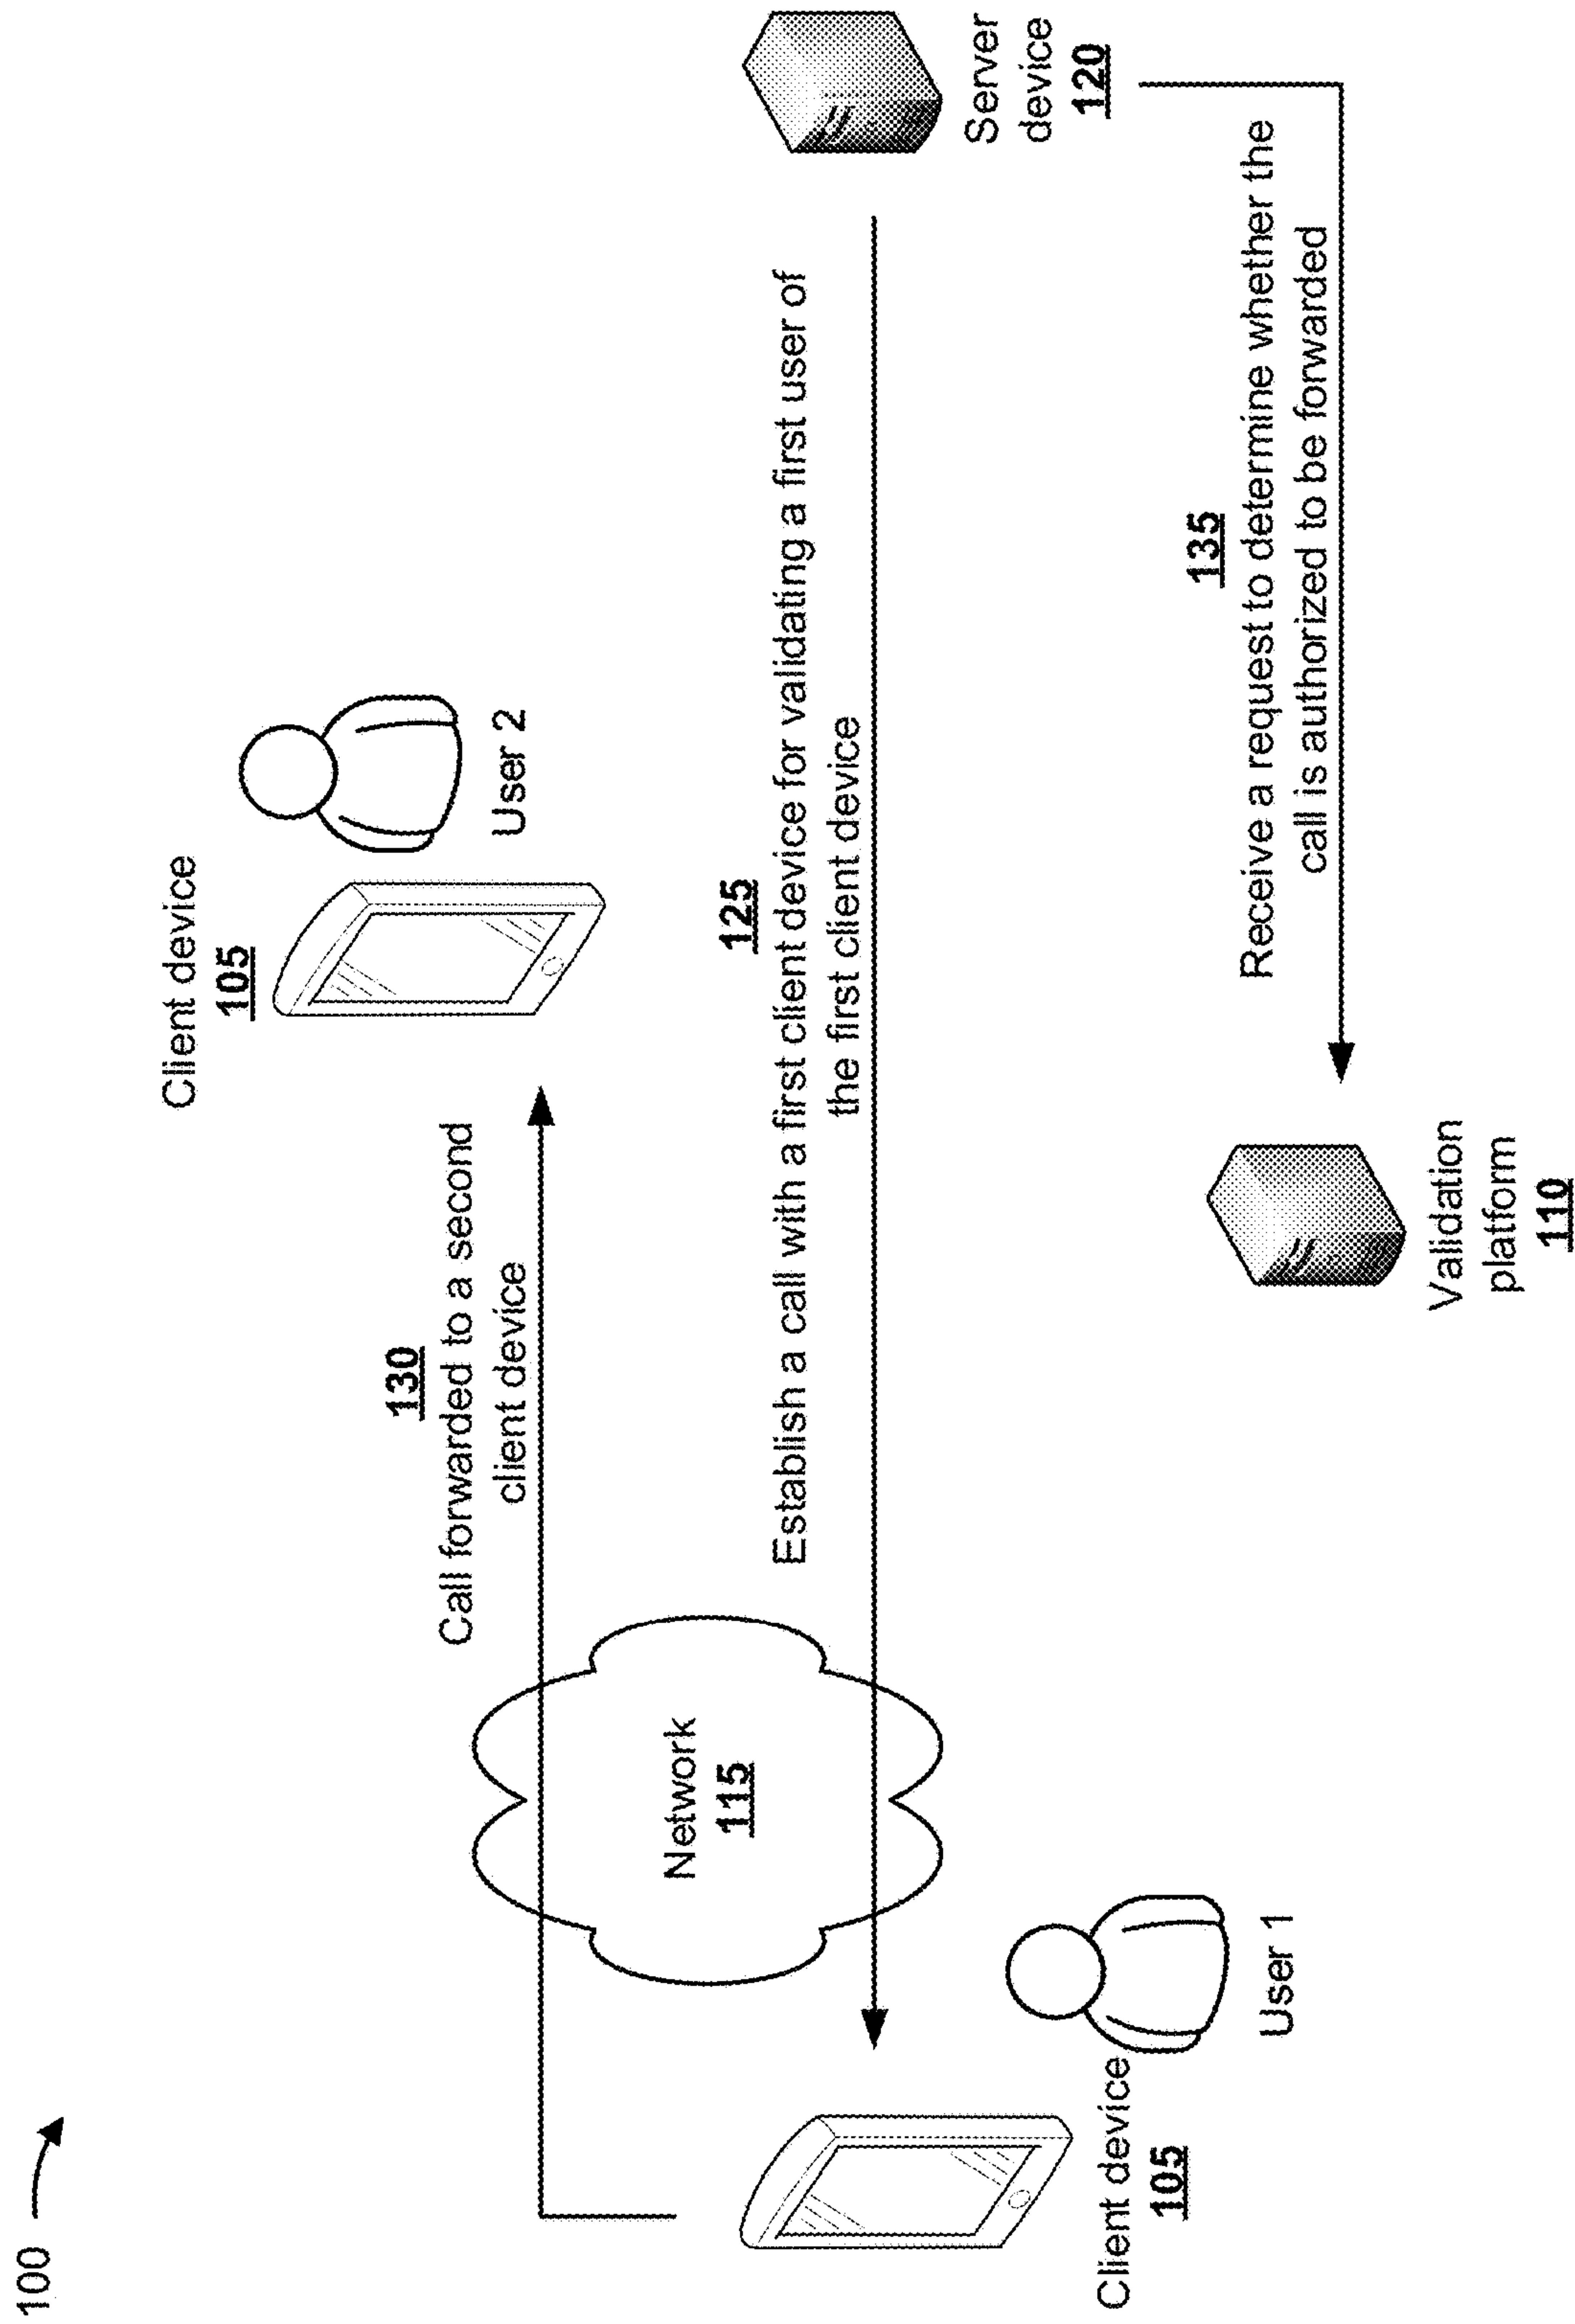 100
Client device
105
User 2
130
Call forwarded to a second
client device
Network
115
125
Establish a call with a first client device for validating a first user of
the first client device
Server
device
120
Client device
105
User 1
135
Receive a request to determine whether the
call is authorized to be forwarded
Validation
platform
110